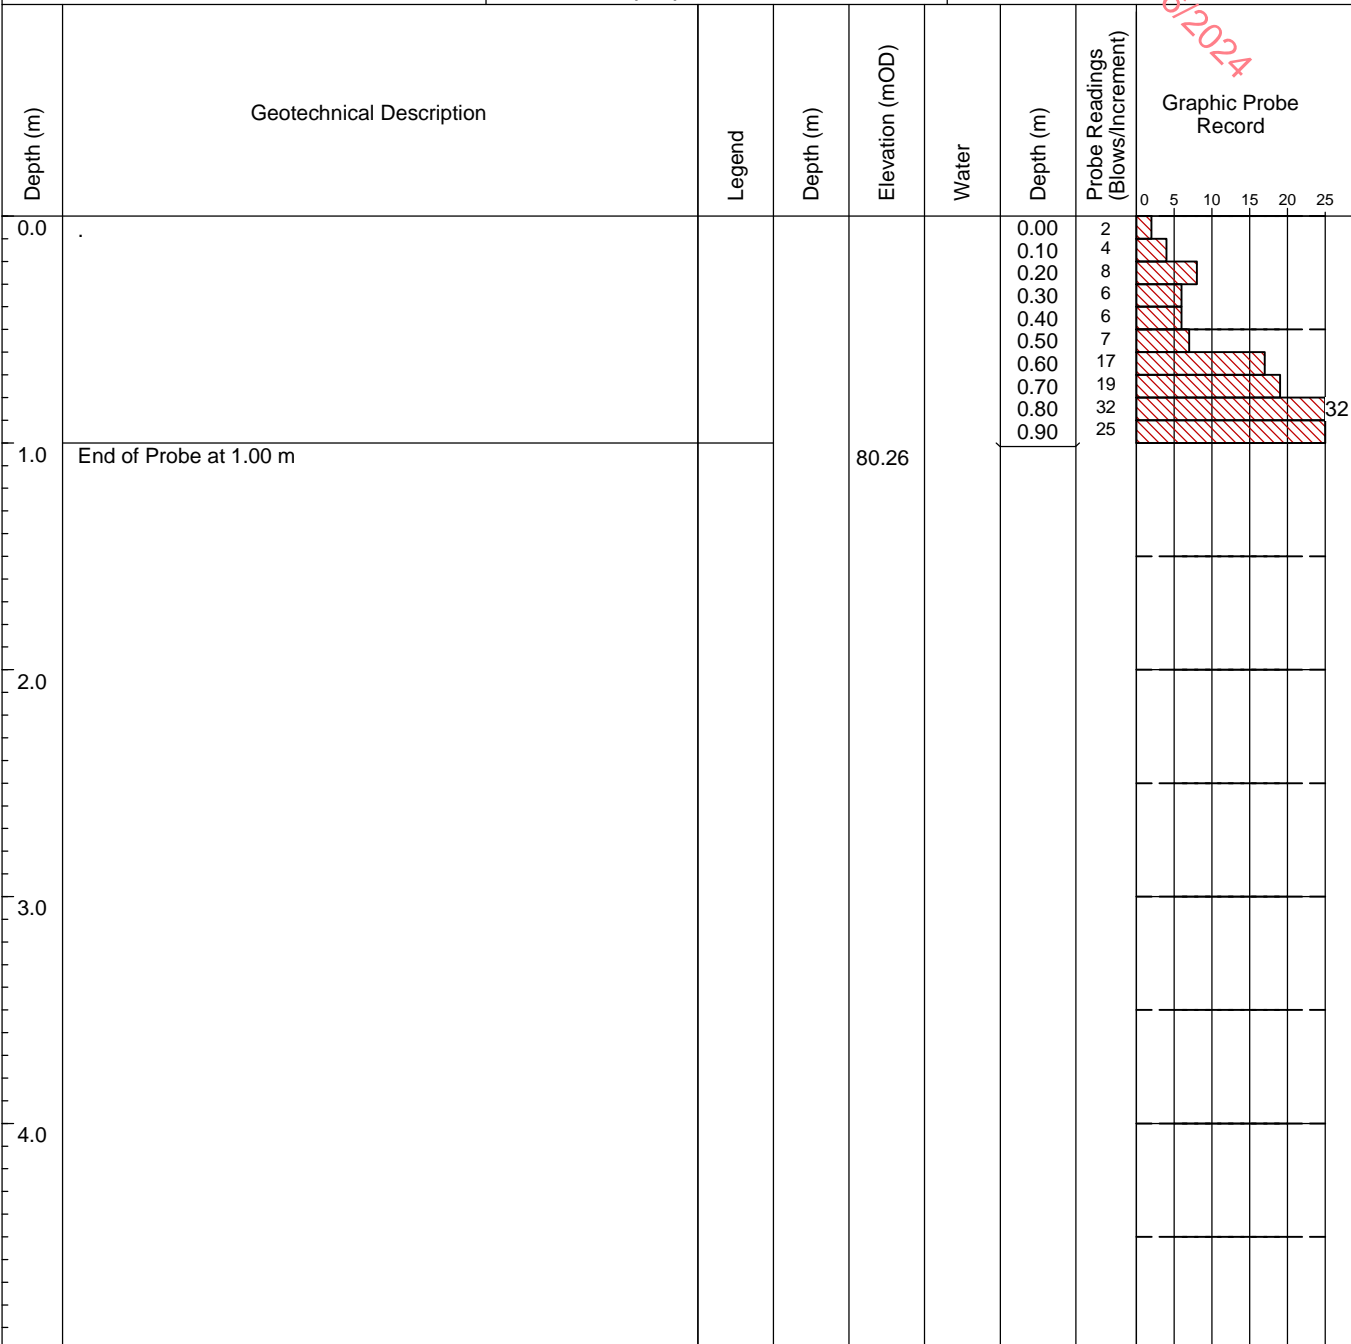 /2024
Depth (m)
Geotechnical Description
Legend
Depth (m)
Elevation (mOD)
Water
Depth (m)
Probe Readings
(Blows/Increment)
Graphic Probe
Record
0 5 10 15 20 25
0.0 . 0.00 2
0.10 4
0.20 8
0.30 6
0.40 6
0.50 7
0.60 17
0.70 19
0.80 32 32
0.90 25
1.0 End of Probe at 1.00 m 80.26
2.0
3.0
4.0